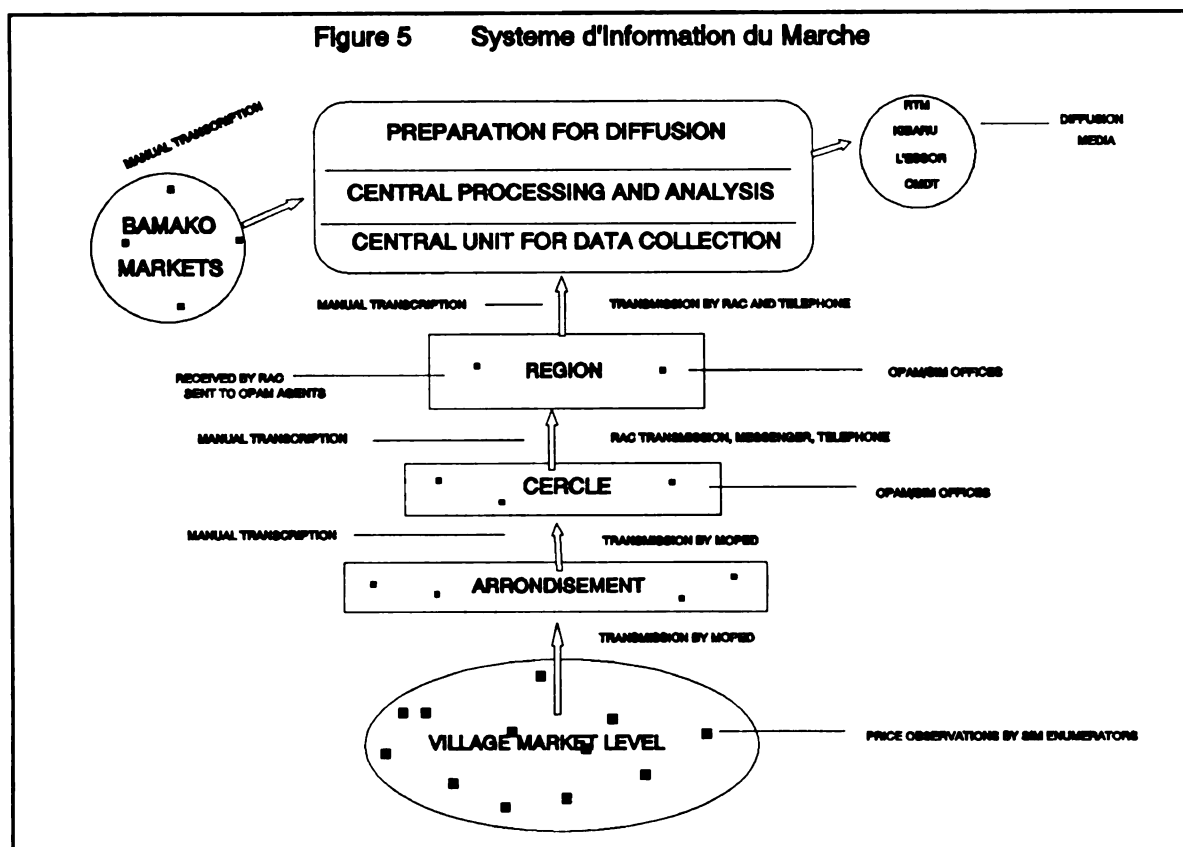 Figure 5 Systeme d'Information du Marche
MANUAL TRANSCRIPTION
BAMAKO
MARKETS
PREPARATION FOR DIFFUSION
CENTRAL PROCESSING AND ANALYSIS
CENTRAL UNIT FOR DATA COLLECTION
RTM
KIBARU
L'ESSOR
CMDT
DIFFUSION
MEDIA
MANUAL TRANSCRIPTION
TRANSMISSION BY RAC AND TELEPHONE
REGION
RECEIVED BY RAC
SENT TO OPAM AGENTS
OPAM/SIM OFFICES
MANUAL TRANSCRIPTION
RAC TRANSMISSION, MESSENGER, TELEPHONE
CERCLE
OPAM/SIM OFFICES
MANUAL TRANSCRIPTION
TRANSMISSION BY MOPED
ARRONDISEMENT
TRANSMISSION BY MOPED
VILLAGE MARKET LEVEL
PRICE OBSERVATIONS BY SIM ENUMERATORS